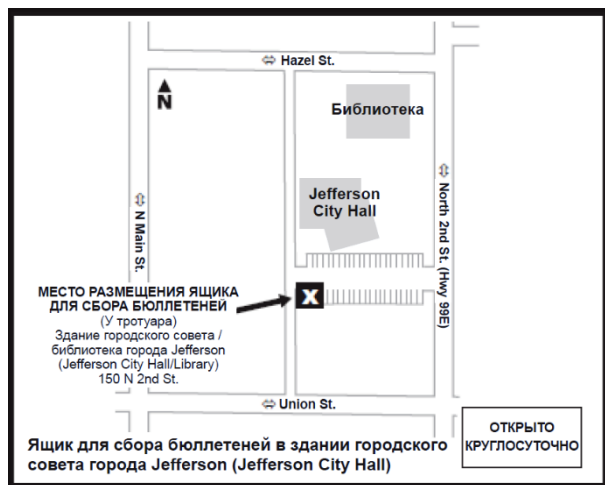 Hazel St.
N
Библиотека
Jefferson
City Hall
N Main St.
North 2nd St. (Hwy 99E)
МЕСТО РАЗМЕЩЕНИЯ ЯЩИКА
ДЛЯ СБОРА БЮЛЛЕТЕНЕЙ
(У тротуара)
Здание городского совета /
библиотека города Jefferson
(Jefferson City Hall/Library)
150 N 2nd St.
X
Union St.
Ящик для сбора бюллетеней в здании городского
совета города Jefferson (Jefferson City Hall)
ОТКРЫТО
КРУГЛОСУТОЧНО